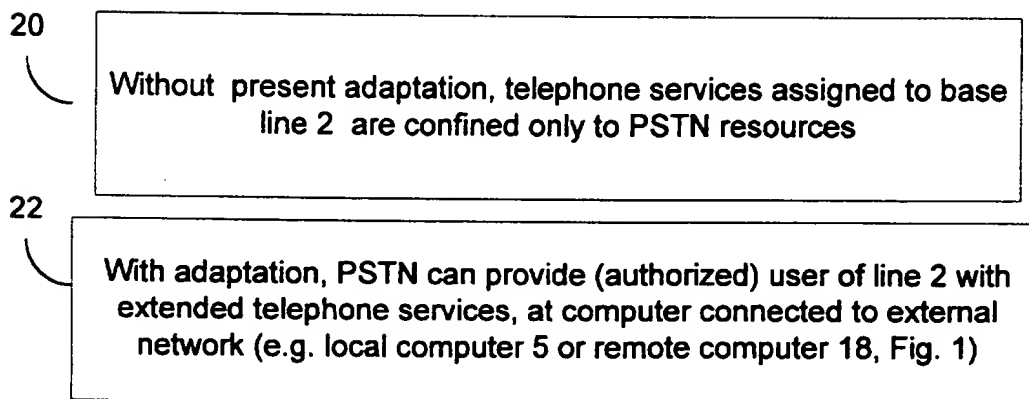 20
Without present adaptation, telephone services assigned to base
line 2 are confined only to PSTN resources
22
With adaptation, PSTN can provide (authorized) user of line 2 with
extended telephone services, at computer connected to external
network (e.g. local computer 5 or remote computer 18, Fig. 1)